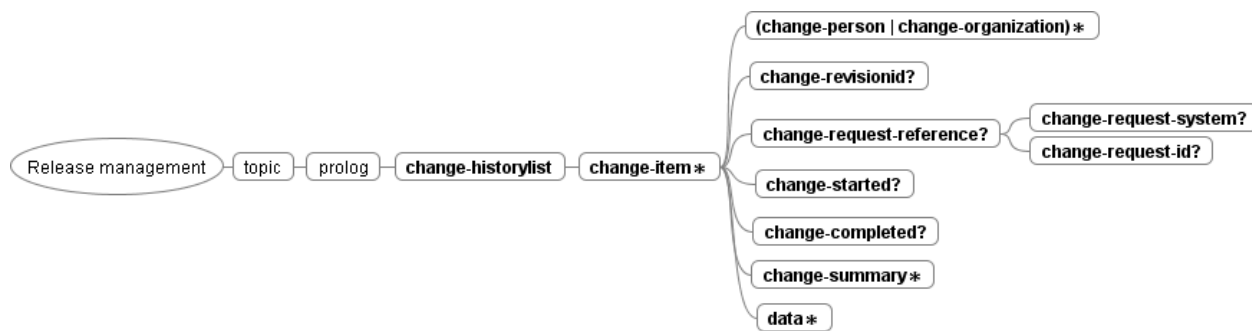 Release management
topic
prolog
change-historylist
change-item*
(change-person | change-organization)*
change-revisionid?
change-request-reference?
change-request-system?
change-request-id?
change-started?
change-completed?
change-summary*
data*